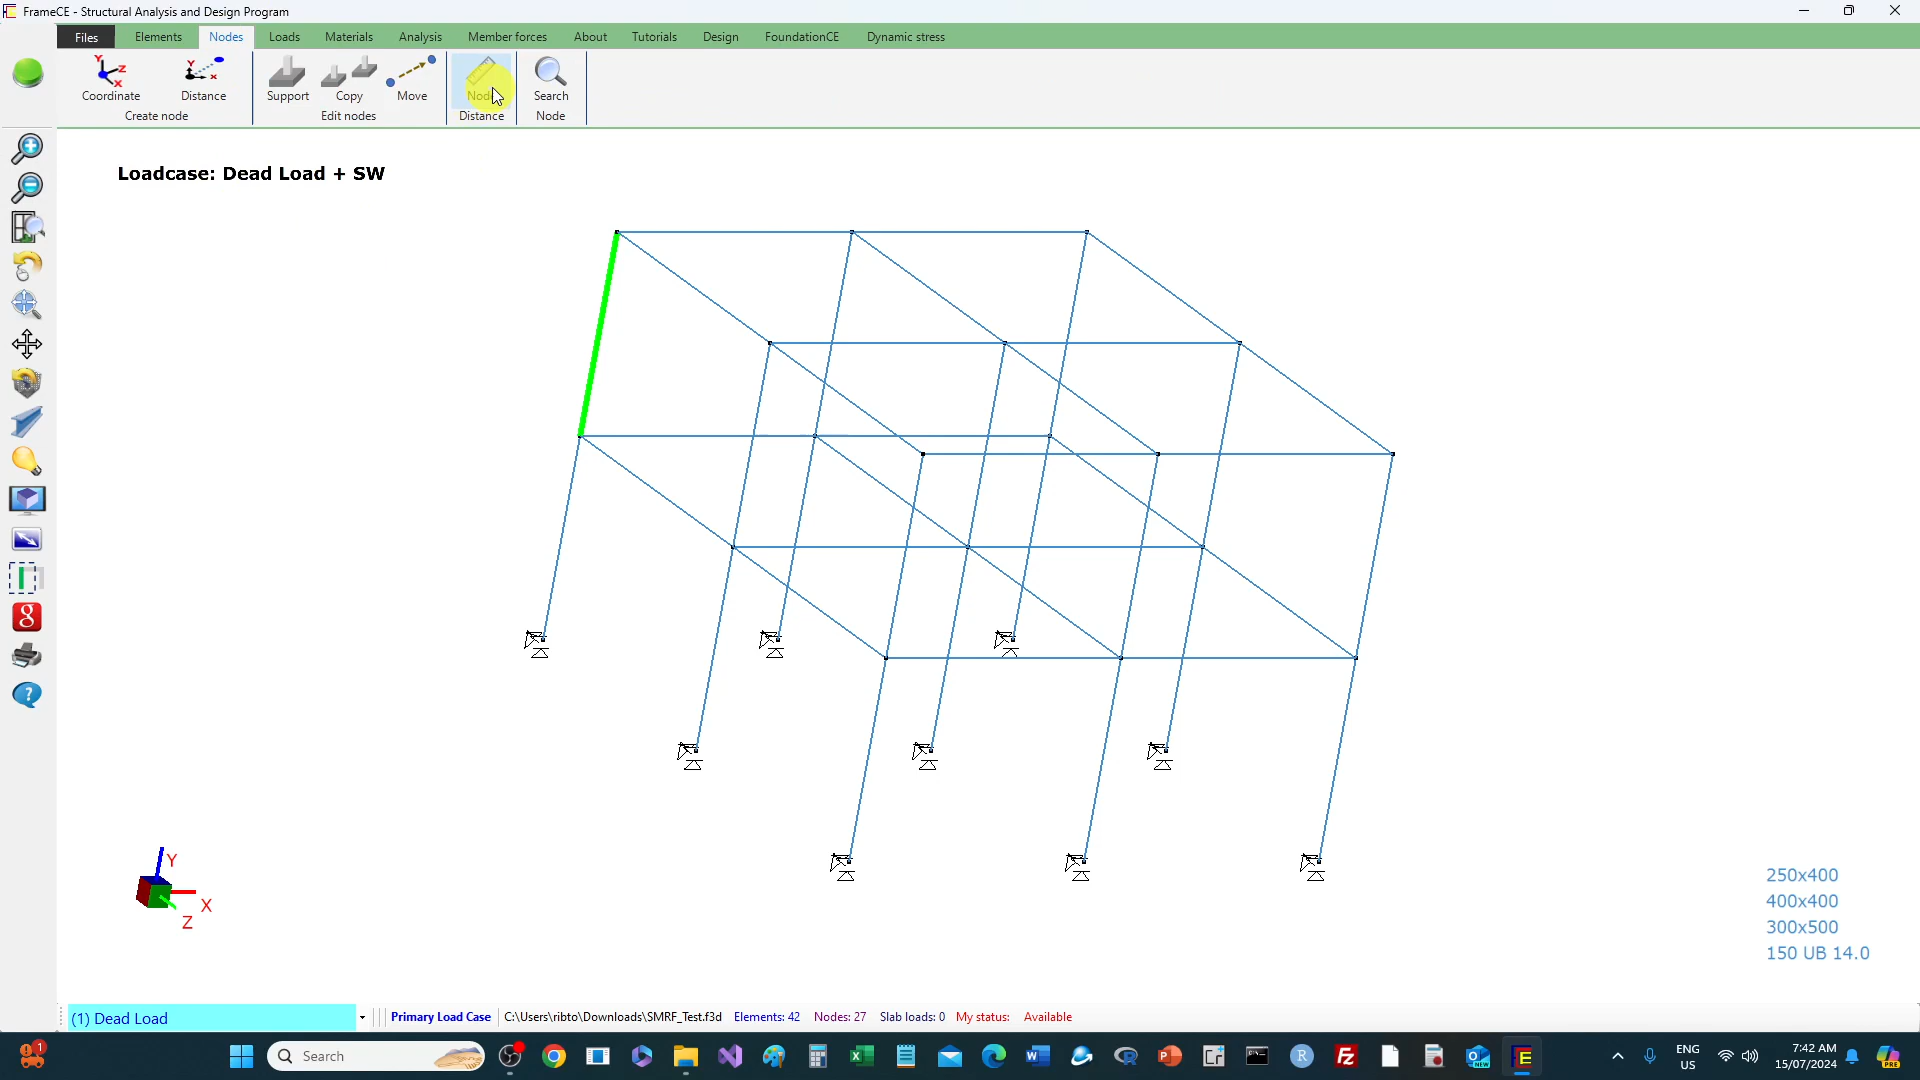 FrameCE - Structural Analysis and Design Program
Files Elements Nodes Loads Materials Analysis Member forces About Tutorials Design FoundationCE Dynamic stress
Coordinate Distance Support Copy Move Search
Create node Edit nodes Distance Node
Loadcase: Dead Load + SW
Y
X
Z
250x400
400x400
300x500
150 UB 14.0
(1) Dead Load Primary Load Case C:\Users\ribto\Downloads\SMRF_Test.f3d Elements: 42 Nodes: 27 Slab loads: 0 My status: Available
Search
ENG
US
7:42 AM
15/07/2024